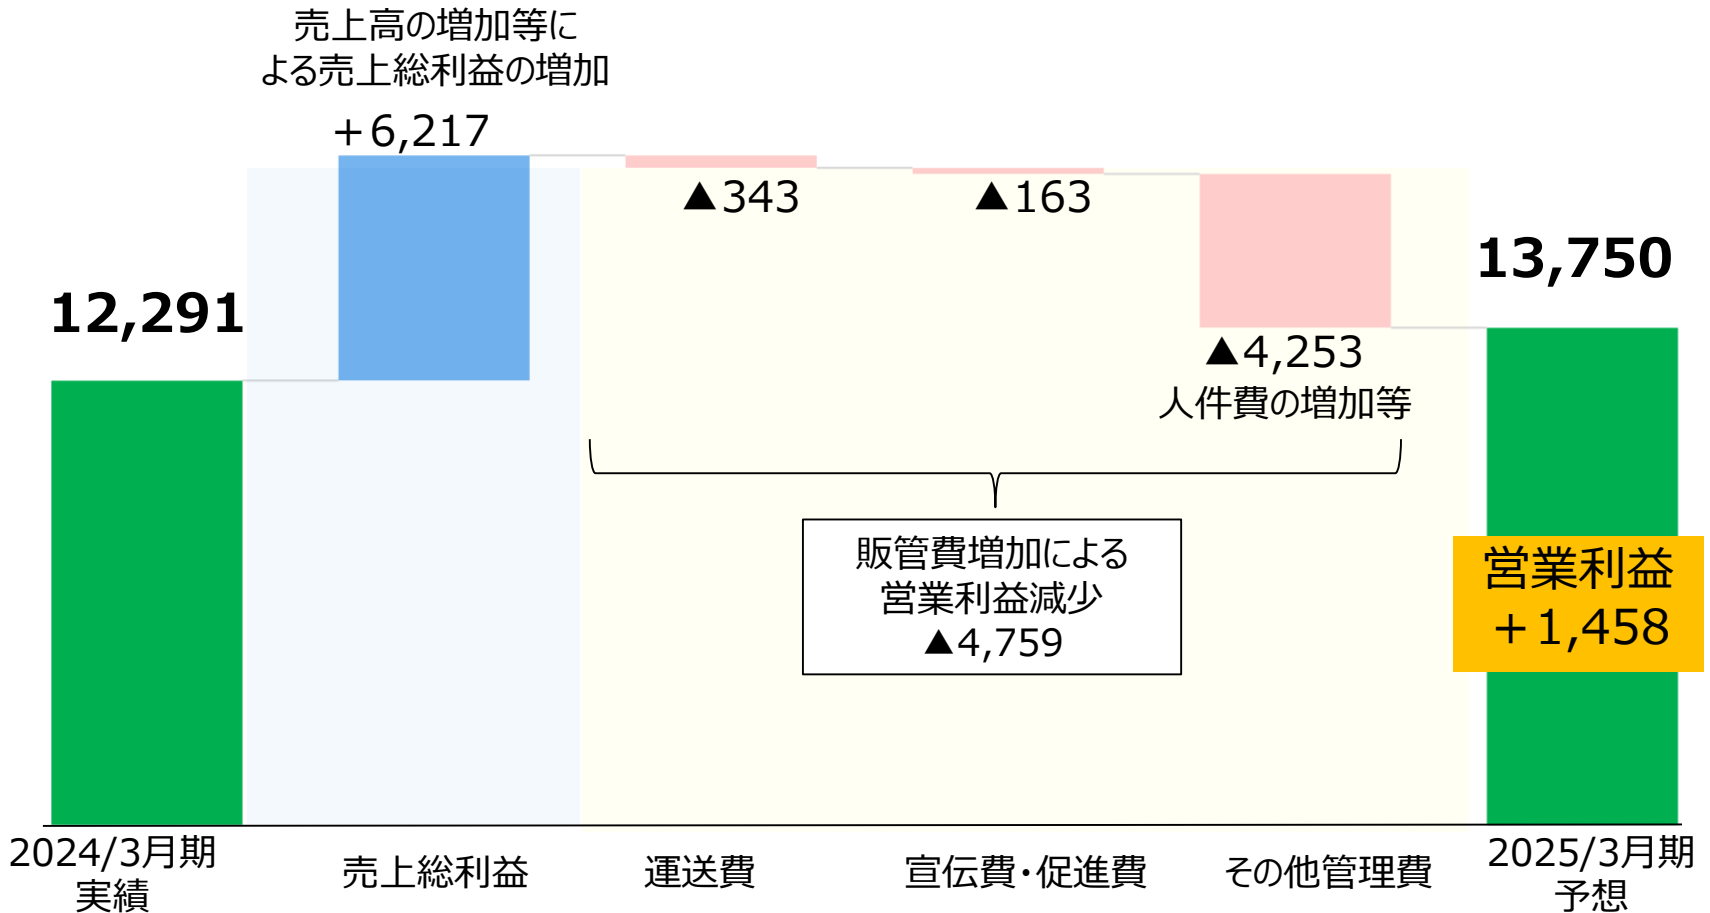 売上高の増加等に
よる売上総利益の増加
＋6,217
▲343
▲163
13,750
12,291
▲4,253
人件費の増加等
販管費増加による
営業利益減少
▲4,759
営業利益
＋1,458
2024/3月期
実績
売上総利益
運送費
宣伝費・促進費
その他管理費
2025/3月期
予想